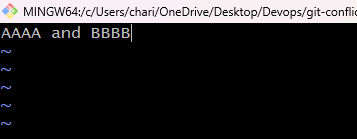 MINGW64:/c/Users/chari/OneDrive/Desktop/Devops/git-conflic
AAAA and BBBB
~
~
~
~
~